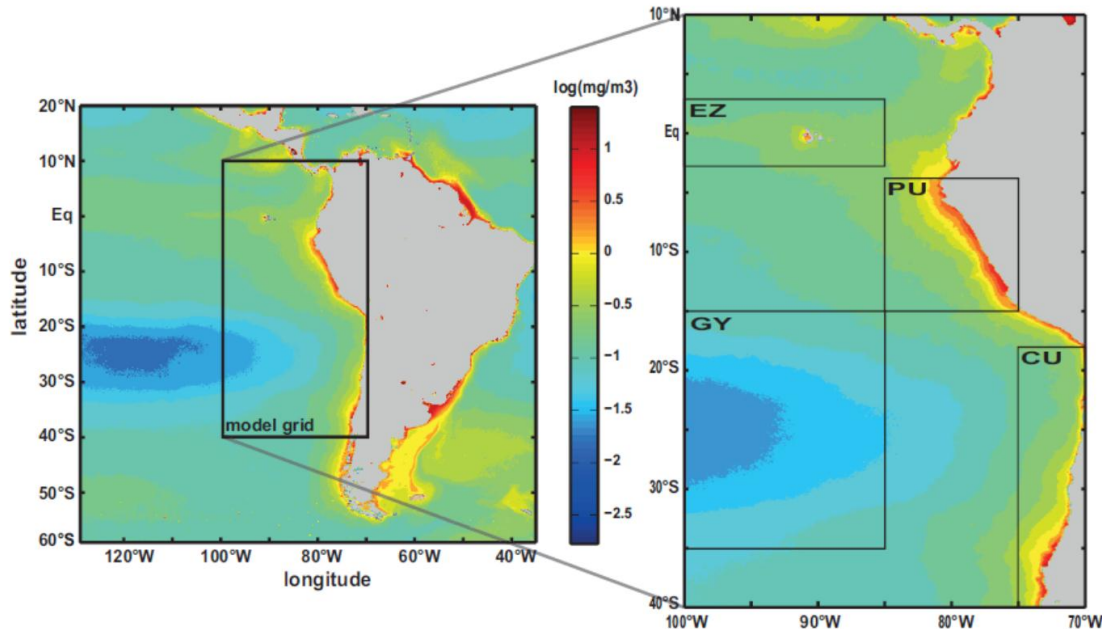 log(mg/m3)
1
0.5
0
−0.5
−1
−1.5
−2
−2.5
20°N
10°N
Eq
10°S
20°S
30°S
40°S
50°S
60°S
latitude
model grid
120°W 100°W 80°W 60°W 40°W
longitude
10°N
Eq
10°S
20°S
30°S
40°S
EZ
PU
GY
CU
100°W 90°W 80°W 70°W